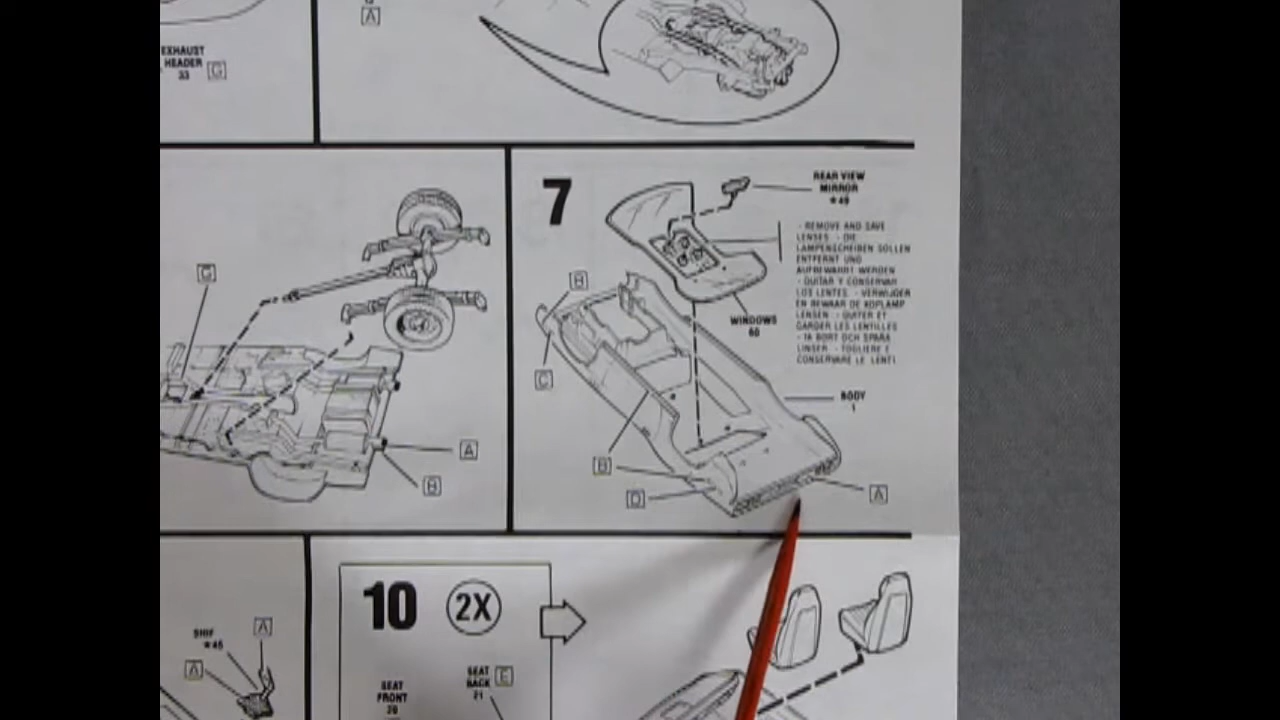 A
EXHAUST
HEADER
33 G
7
REAR VIEW
MIRROR
★49
- REMOVE AND SAVE
LENSES - DIE
LAMPENSCHEIBEN SOLLEN
ENTFERNT UND
AUFBEWAHRT WERDEN
- QUITAR Y CONSERVAR
LOS LENTES - VERWIJDER
EN BEWAAR DE KOPLAMP
LENSEN - QUITER ET
GARDER LES LENTILLES
- TA BORT OCH SPARA
LINSER - TOGLIERE E
CONSERVARE LE LENTI
WINDOWS
60
BODY
1
G
B
C
B
D
A
A
B
10
2X
SHIF
★45
A
A
SEAT
FRONT
20
SEAT
BACK E
21